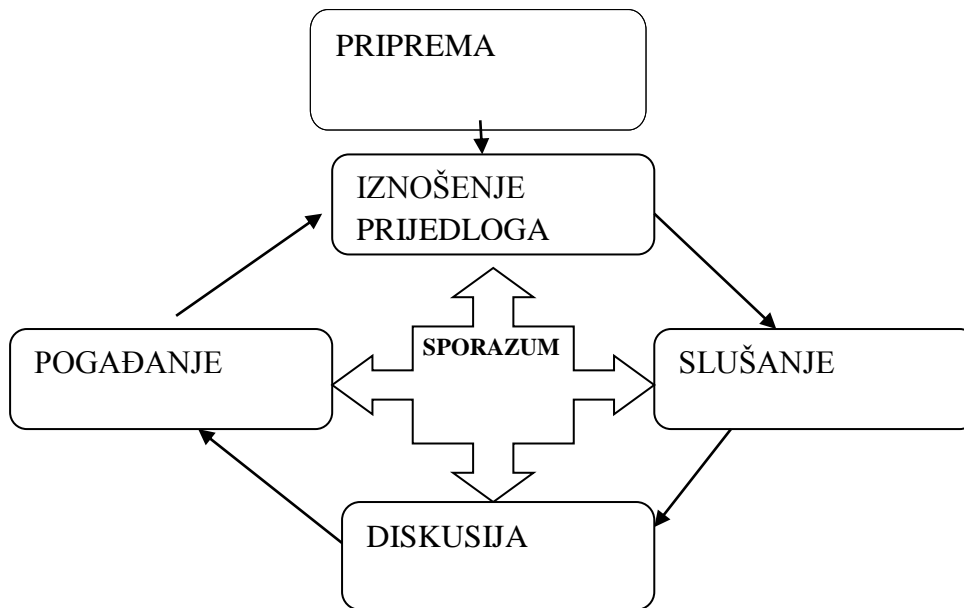 PRIPREMA
IZNOŠENJE
PRIJEDLOGA
SPORAZUM
POGAĐANJE
SLUŠANJE
DISKUSIJA